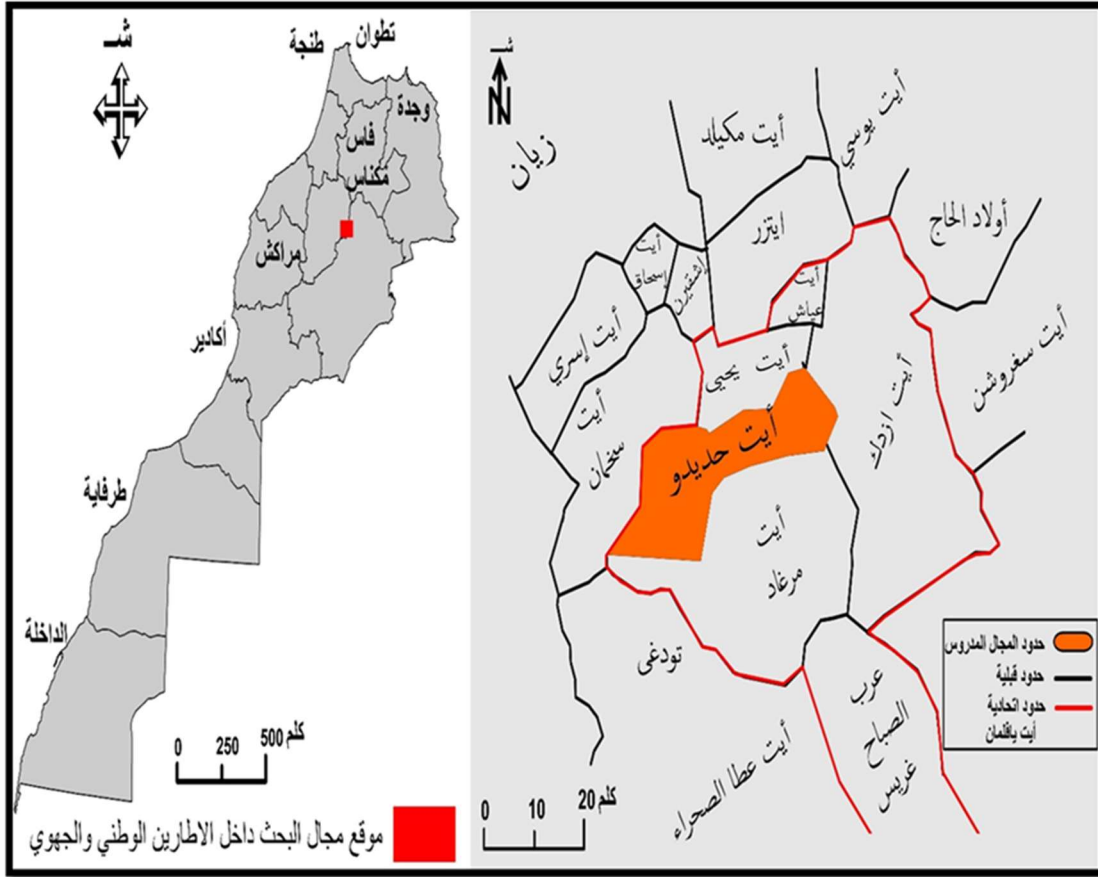 شـــ
طنجة
تطوان
وجدة
فاس
مكناس
مراكش
أكادير
طرفاية
الداخلة
0 250 500 كلم
موقع مجال البحث داخل الاطارين الوطني والجهوي
شـــ
N
زيان
أيت مكيلد
أيت يوسي
أولاد الحاج
ايتزر
أيت
إسحاق
إشقيرن
أيت
عياش
أيت سغروشن
أيت إسري
أيت يحيى
أيت ازدك
أيت
سخمان
أيت حديدو
أيت
مرغاد
تودغى
عرب
الصباح
غريس
أيت عطا الصحراء
0 10 20 كلم
حدود المجال المدروس
حدود قبلية
حدود اتحادية
أيت يافلمان